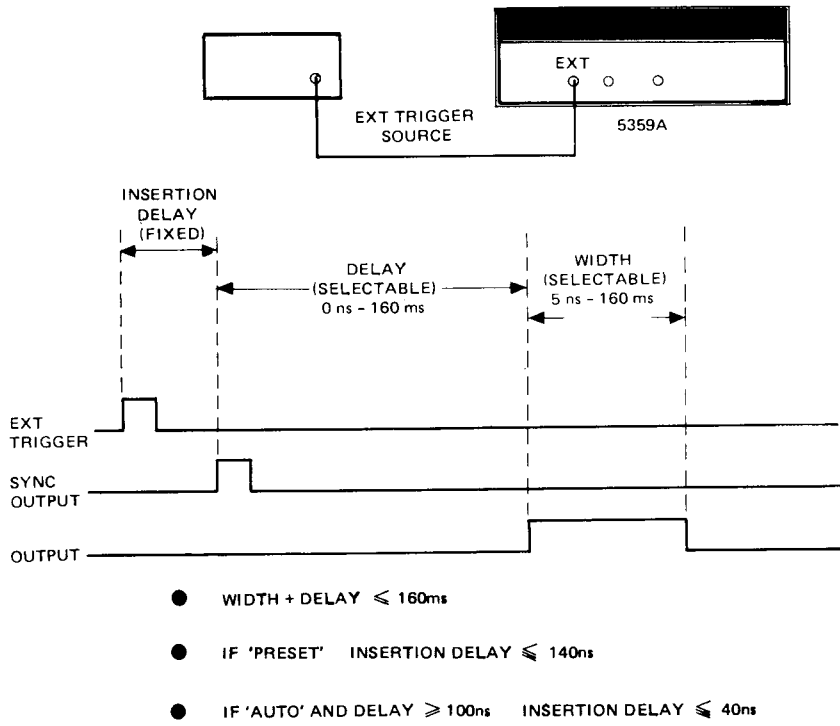 EXT
EXT TRIGGER
SOURCE
5359A
INSERTION
DELAY
(FIXED)
DELAY
(SELECTABLE)
0 ns – 160 ms
WIDTH
(SELECTABLE)
5 ns – 160 ms
EXT
TRIGGER
SYNC
OUTPUT
OUTPUT
● WIDTH + DELAY ⩽ 160ms
● IF 'PRESET' INSERTION DELAY ⩽ 140ns
● IF 'AUTO' AND DELAY ⩾ 100ns INSERTION DELAY ⩽ 40ns